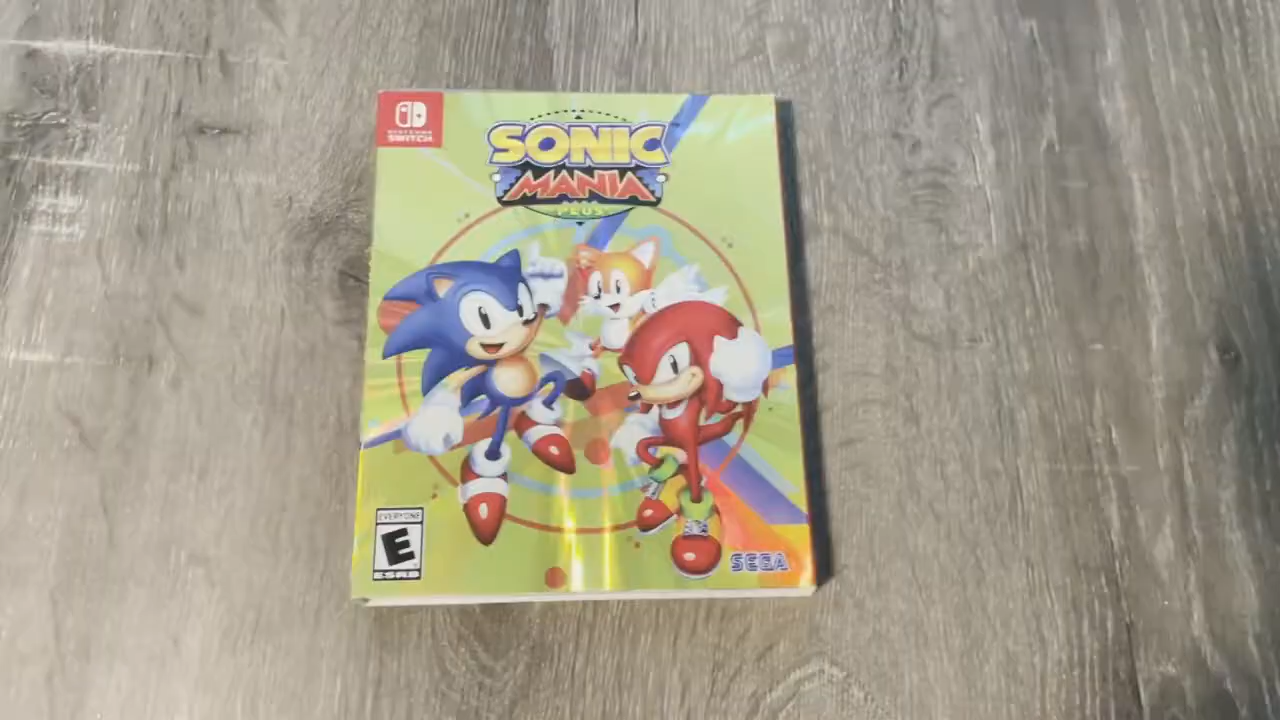 NINTENDO
SWITCH
SONIC
MANIA
PLUS
EVERYONE
E
ESRB
SEGA